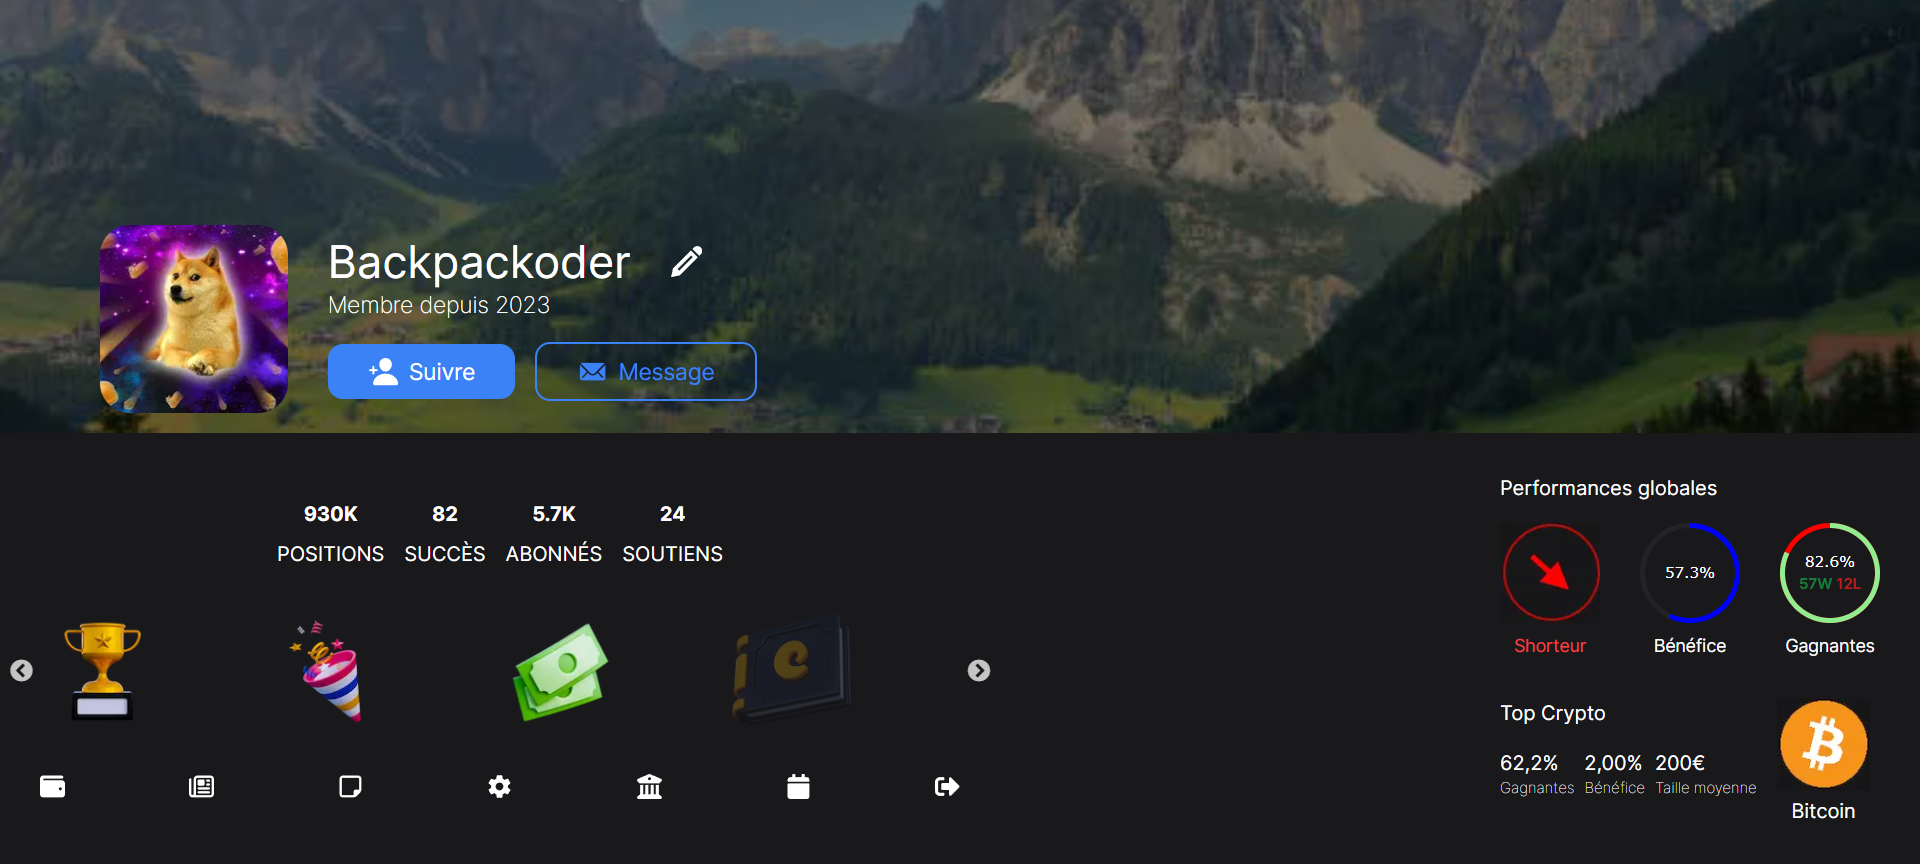 Backpackoder
Membre depuis 2023
Suivre
Message
930K 82 5.7K 24
POSITIONS SUCCÈS ABONNÉS SOUTIENS
Performances globales
57.3%
82.6%
57W 12L
Shorteur Bénéfice Gagnantes
Top Crypto
62,2% 2,00% 200€
Gagnantes Bénéfice Taille moyenne
Bitcoin